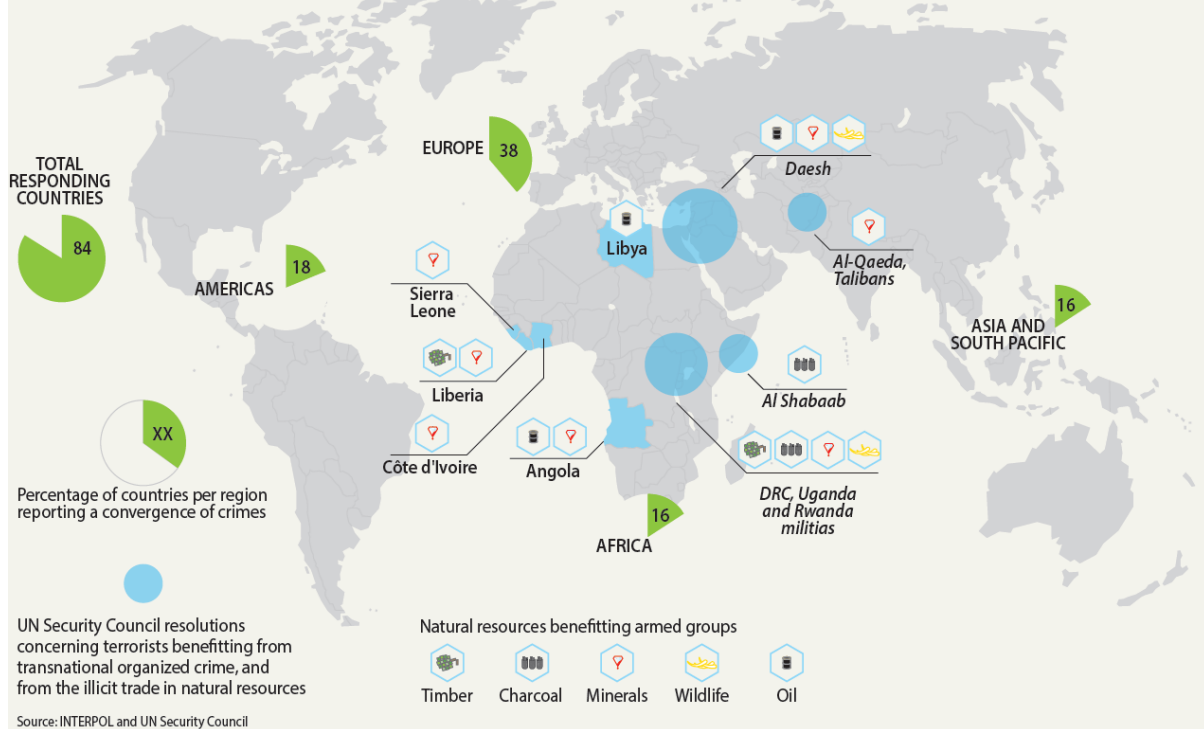 TOTAL
RESPONDING
COUNTRIES
84
AMERICAS
18
EUROPE
38
Daesh
Libya
Al-Qaeda,
Talibans
Sierra
Leone
16
ASIA AND
SOUTH PACIFIC
Liberia
Al Shabaab
Côte d'Ivoire
Angola
DRC, Uganda
and Rwanda
militias
16
AFRICA
XX
Percentage of countries per region
reporting a convergence of crimes
UN Security Council resolutions
concerning terrorists benefitting from
transnational organized crime, and
from the illicit trade in natural resources
Natural resources benefitting armed groups
Timber
Charcoal
Minerals
Wildlife
Oil
Source: INTERPOL and UN Security Council